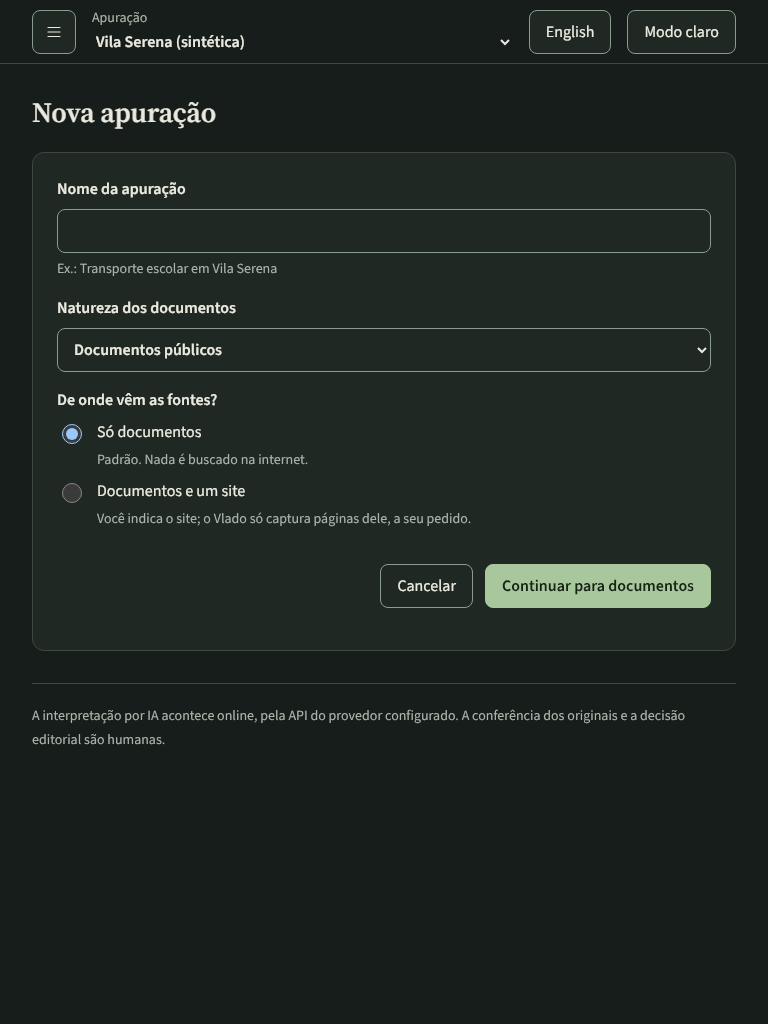 Apuração
Vila Serena (sintética)
English
Modo claro
Nova apuração
Nome da apuração
Ex.: Transporte escolar em Vila Serena
Natureza dos documentos
Documentos públicos
De onde vêm as fontes?
Só documentos
Padrão. Nada é buscado na internet.
Documentos e um site
Você indica o site; o Vlado só captura páginas dele, a seu pedido.
Cancelar
Continuar para documentos
A interpretação por IA acontece online, pela API do provedor configurado. A conferência dos originais e a decisão
editorial são humanas.